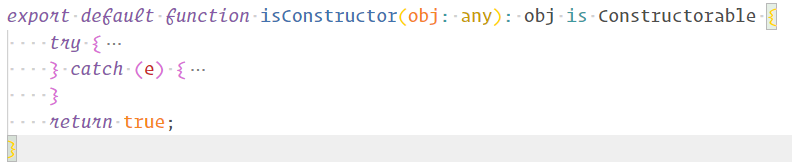 export default function isConstructor(obj: any): obj is Constructorable {
    try {···
    } catch (e) {···
    }
    return true;
}